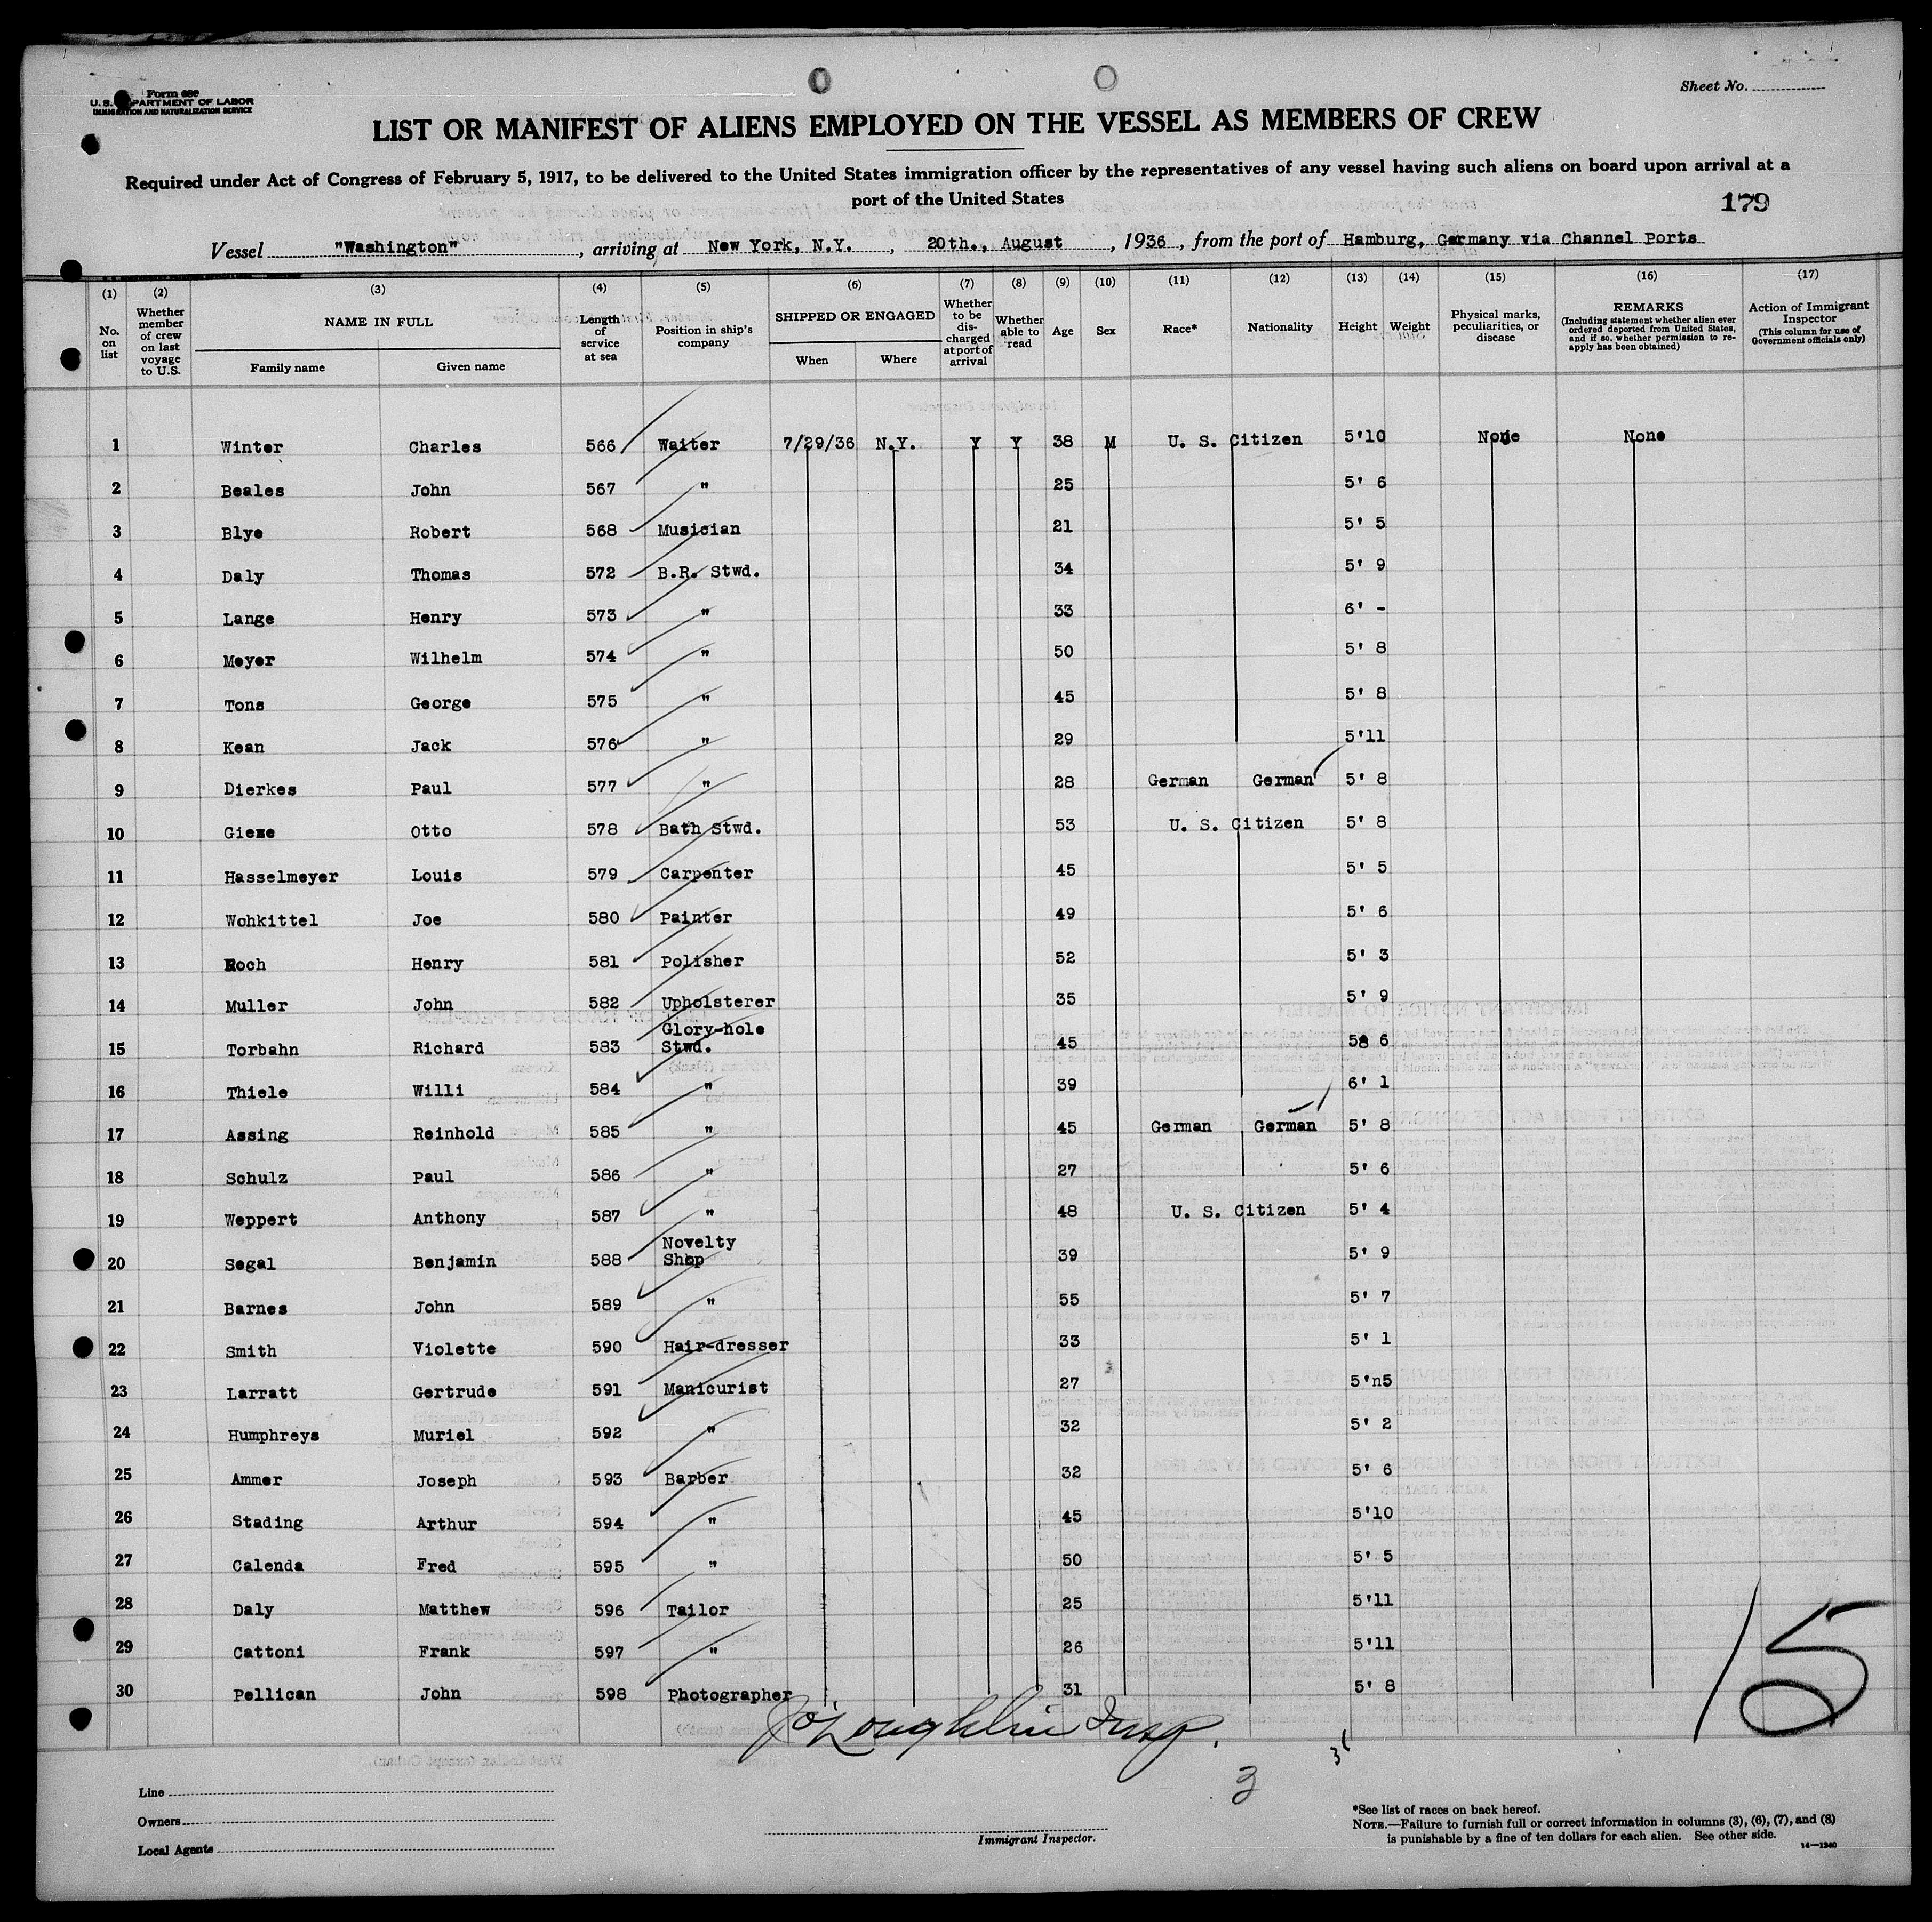 Form 680
U.S. DEPARTMENT OF LABOR
IMMIGRATION AND NATURALIZATION SERVICE
Sheet No.
LIST OR MANIFEST OF ALIENS EMPLOYED ON THE VESSEL AS MEMBERS OF CREW
Required under Act of Congress of February 5, 1917, to be delivered to the United States immigration officer by the representatives of any vessel having such aliens on board upon arrival at a
port of the United States
179
Vessel "Washington", arriving at New York, N.Y., 20th., August, 1936, from the port of Hamburg, Germany via Channel Ports
(1) No. on list (2) Whether member of crew on last voyage to U.S. (3) NAME IN FULL Family name Given name (4) Length of service at sea (5) Position in ship's company (6) SHIPPED OR ENGAGED When Where (7) Whether to be discharged at port of arrival (8) Whether able to read (9) Age (10) Sex (11) Race* (12) Nationality (13) Height (14) Weight (15) Physical marks, peculiarities, or disease (16) REMARKS (Including statement whether alien ever ordered deported from United States, and if so, whether permission to reapply has been obtained) (17) Action of Immigrant Inspector (This column for use of Government officials only)
1 Winter Charles 566 Waiter 7/29/36 N.Y. Y Y 38 M U. S. Citizen 5'10 None None
2 Beales John 567 " 25 5' 6
3 Blye Robert 568 Musician 21 5' 5
4 Daly Thomas 572 B.R. Stwd. 34 5' 9
5 Lange Henry 573 " 33 6' -
6 Meyer Wilhelm 574 " 50 5' 8
7 Tons George 575 " 45 5' 8
8 Kean Jack 576 " 29 5'11
9 Dierkes Paul 577 " 28 German German 5' 8
10 Giese Otto 578 Bath Stwd. 53 U. S. Citizen 5' 8
11 Hasselmeyer Louis 579 Carpenter 45 5' 5
12 Wohkittel Joe 580 Painter 49 5' 6
13 Roch Henry 581 Polisher 52 5' 3
14 Muller John 582 Upholsterer 35 5' 9
15 Torbahn Richard 583 Glory-hole Stwd. 45 5' 6
16 Thiele Willi 584 " 39 6' 1
17 Assing Reinhold 585 " 45 German German 5' 8
18 Schulz Paul 586 " 27 5' 6
19 Weppert Anthony 587 " 48 U. S. Citizen 5' 4
20 Segal Benjamin 588 Novelty Shop 39 5' 9
21 Barnes John 589 " 55 5' 7
22 Smith Violette 590 Hair-dresser 33 5' 1
23 Larratt Gertrude 591 Manicurist 27 5'n5
24 Humphreys Muriel 592 " 32 5' 2
25 Ammer Joseph 593 Barber 32 5' 6
26 Stading Arthur 594 " 45 5'10
27 Calenda Fred 595 " 50 5' 5
28 Daly Matthew 596 Tailor 25 5'11
29 Cattoni Frank 597 " 26 5'11
30 Pellican John 598 Photographer 31 5' 8
15
O'Loughlin Insp.
3
Line
Owners
Local Agents
Immigrant Inspector.
*See list of races on back hereof.
NOTE.—Failure to furnish full or correct information in columns (3), (6), (7), and (8)
is punishable by a fine of ten dollars for each alien. See other side.
14—1240